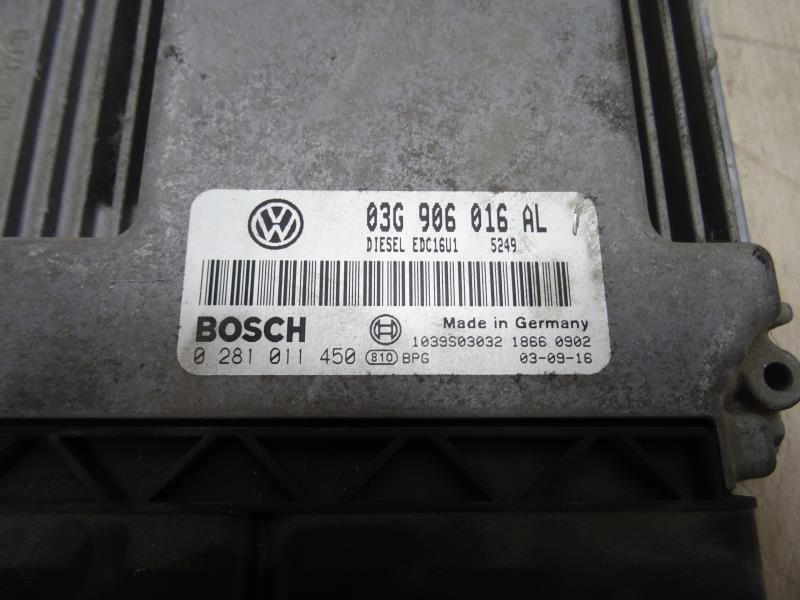 03G 906 016 AL
DIESEL EDC16U1 5249
BOSCH
Made in Germany
1039S03032 1866 0902
0 281 011 450 810 BPG 03-09-16